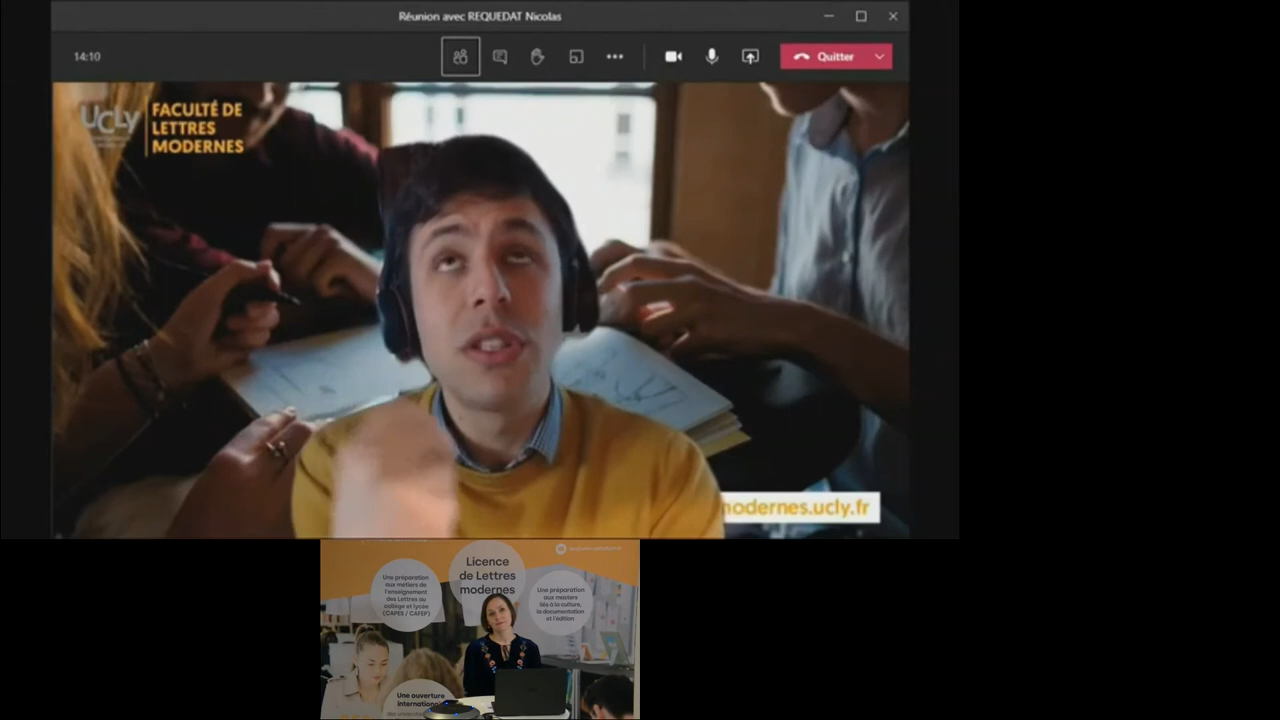 Réunion avec REQUEDAT Nicolas
14:10
Quitter
UCLy
FACULTÉ DE
LETTRES
MODERNES
modernes.ucly.fr
Licence
de Lettres
modernes
Une préparation
aux métiers de
l'enseignement
des Lettres au
collège et lycée
(CAPES / CAFEP)
Une préparation
aux masters
liés à la culture,
la documentation
et l'édition
Une ouverture
internationale